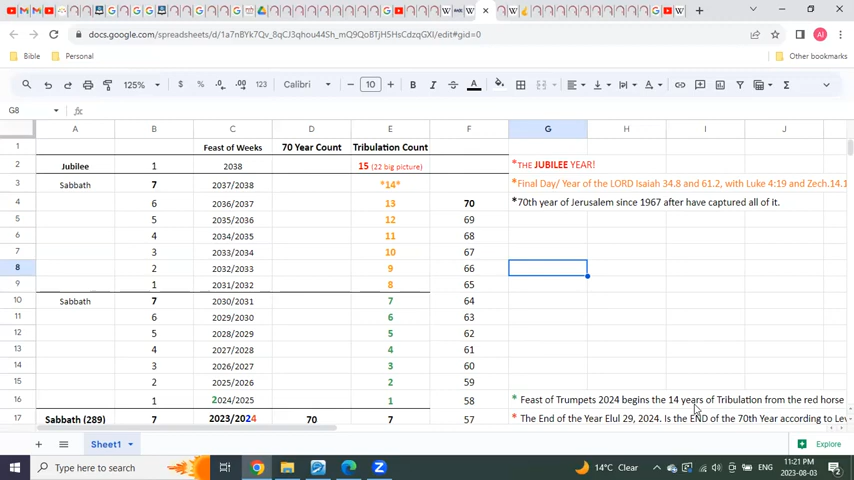 docs.google.com/spreadsheets/d/1a7nBYk7Qv_8qCJ3qhou44Sh_mQ9QoBTjH5HsCdzqGXI/edit#gid=0
Bible Personal Other bookmarks
125% $ % .0 .00 123 Calibri 10 B I A
G8 fx
A B C D E F G H I J
1 Feast of Weeks 70 Year Count Tribulation Count
2 Jubilee 1 2038 15 (22 big picture) *THE JUBILEE YEAR!
3 Sabbath 7 2037/2038 *14* *Final Day/ Year of the LORD Isaiah 34.8 and 61.2, with Luke 4:19 and Zech.14.1
4 6 2036/2037 13 70 *70th year of Jerusalem since 1967 after have captured all of it.
5 5 2035/2036 12 69
6 4 2034/2035 11 68
7 3 2033/2034 10 67
8 2 2032/2033 9 66
9 1 2031/2032 8 65
10 Sabbath 7 2030/2031 7 64
11 6 2029/2030 6 63
12 5 2028/2029 5 62
13 4 2027/2028 4 61
14 3 2026/2027 3 60
15 2 2025/2026 2 59
16 1 2024/2025 1 58 * Feast of Trumpets 2024 begins the 14 years of Tribulation from the red horse
17 Sabbath (289) 7 2023/2024 70 7 57 * The End of the Year Elul 29, 2024. Is the END of the 70th Year according to Lev
Sheet1 Explore
Type here to search 14°C Clear ENG 11:21 PM
2023-08-03 2